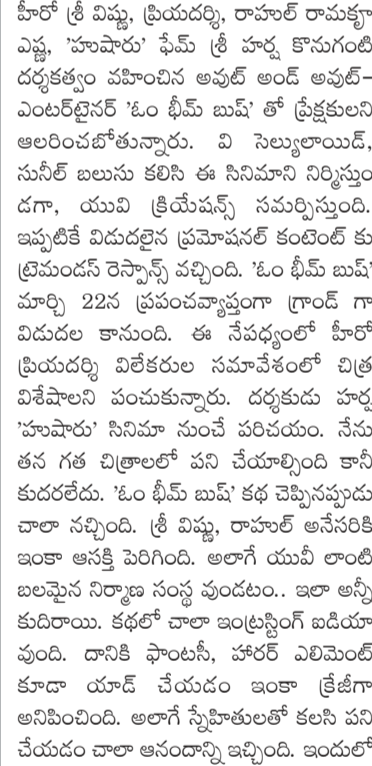 హీరో శ్రీ విష్ణు, ప్రియదర్శి, రాహుల్ రామకృ
ఎష్ణ, 'హుషారు' ఫేమ్ శ్రీ హర్ష కొనుగంటి
దర్శకత్వం వహించిన అవుట్ అండ్ అవుట్-
ఎంటర్‌టైనర్ 'ఓం భీమ్ బుష్' తో ప్రేక్షకులని
ఆలరించబోతున్నారు. వి సెల్యులాయిడ్,
సునీల్ బలుసు కలిసి ఈ సినిమాని నిర్మిస్తుం
డగా, యువి క్రియేషన్స్ సమర్పిస్తుంది.
ఇప్పటికే విడుదలైన ప్రమోషనల్ కంటెంట్ కు
ట్రెమండస్ రెస్పాన్స్ వచ్చింది. 'ఓం భీమ్ బుష్'
మార్చి 22న ప్రపంచవ్యాప్తంగా గ్రాండ్ గా
విడుదల కానుంది. ఈ నేపధ్యంలో హీరో
ప్రియదర్శి విలేకరుల సమావేశంలో చిత్ర
విశేషాలని పంచుకున్నారు. దర్శకుడు హర్ష
'హుషారు' సినిమా నుంచే పరిచయం. నేను
తన గత చిత్రాలలో పని చేయాల్సింది కానీ
కుదరలేదు. 'ఓం భీమ్ బుష్' కథ చెప్పినప్పుడు
చాలా నచ్చింది. శ్రీ విష్ణు, రాహుల్ అనేసరికి
ఇంకా ఆసక్తి పెరిగింది. అలాగే యువీ లాంటి
బలమైన నిర్మాణ సంస్థ వుండటం.. ఇలా అన్నీ
కుదిరాయి. కథలో చాలా ఇంట్రస్టింగ్ ఐడియా
వుంది. దానికి ఫాంటసీ, హారర్ ఎలిమెంట్
కూడా యాడ్ చేయడం ఇంకా క్రేజీగా
అనిపించింది. అలాగే స్నేహితులతో కలసి పని
చేయడం చాలా ఆనందాన్ని ఇచ్చింది. ఇందులో